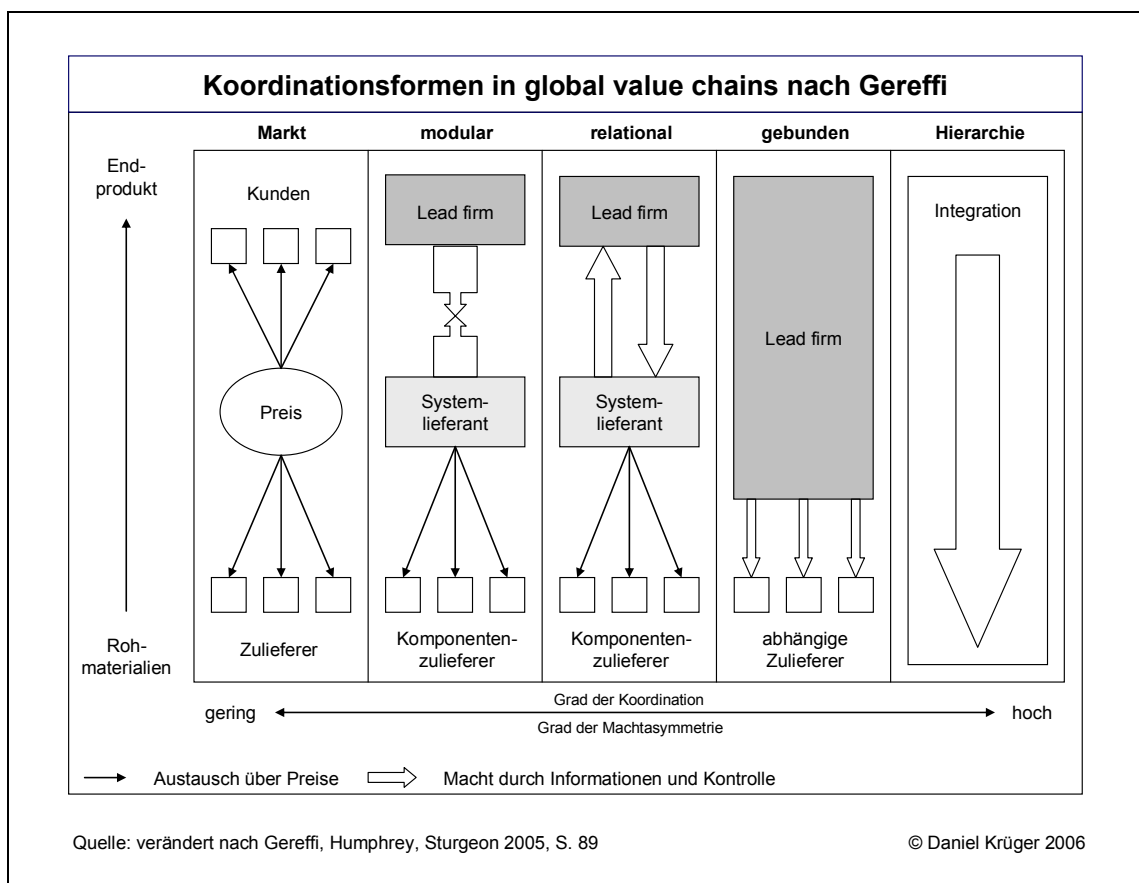 Koordinationsformen in global value chains nach Gereffi
Markt
modular
relational
gebunden
Hierarchie
End-
produkt
Roh-
materialien
Kunden
Preis
Zulieferer
Lead firm
System-
lieferant
Komponenten-
zulieferer
Lead firm
System-
lieferant
Komponenten-
zulieferer
Lead firm
abhängige
Zulieferer
Integration
gering
Grad der Koordination
Grad der Machtasymmetrie
hoch
Austausch über Preise
Macht durch Informationen und Kontrolle
Quelle: verändert nach Gereffi, Humphrey, Sturgeon 2005, S. 89
© Daniel Krüger 2006